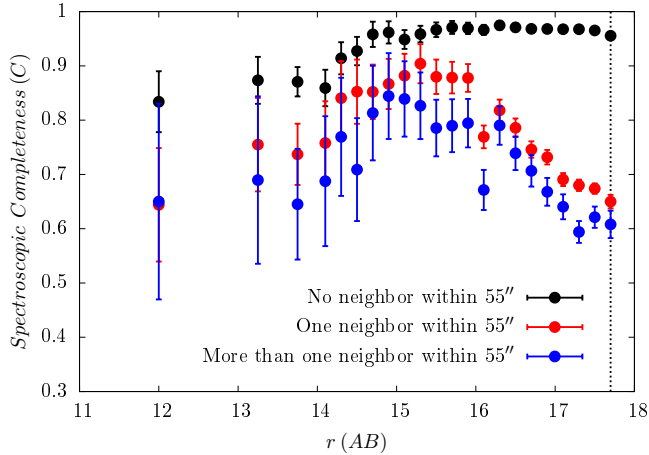 Spectroscopic Completeness (C)
1
0.9
0.8
0.7
0.6
0.5
0.4
0.3
No neighbor within 55′′
One neighbor within 55′′
More than one neighbor within 55′′
11 12 13 14 15 16 17 18
r (AB)